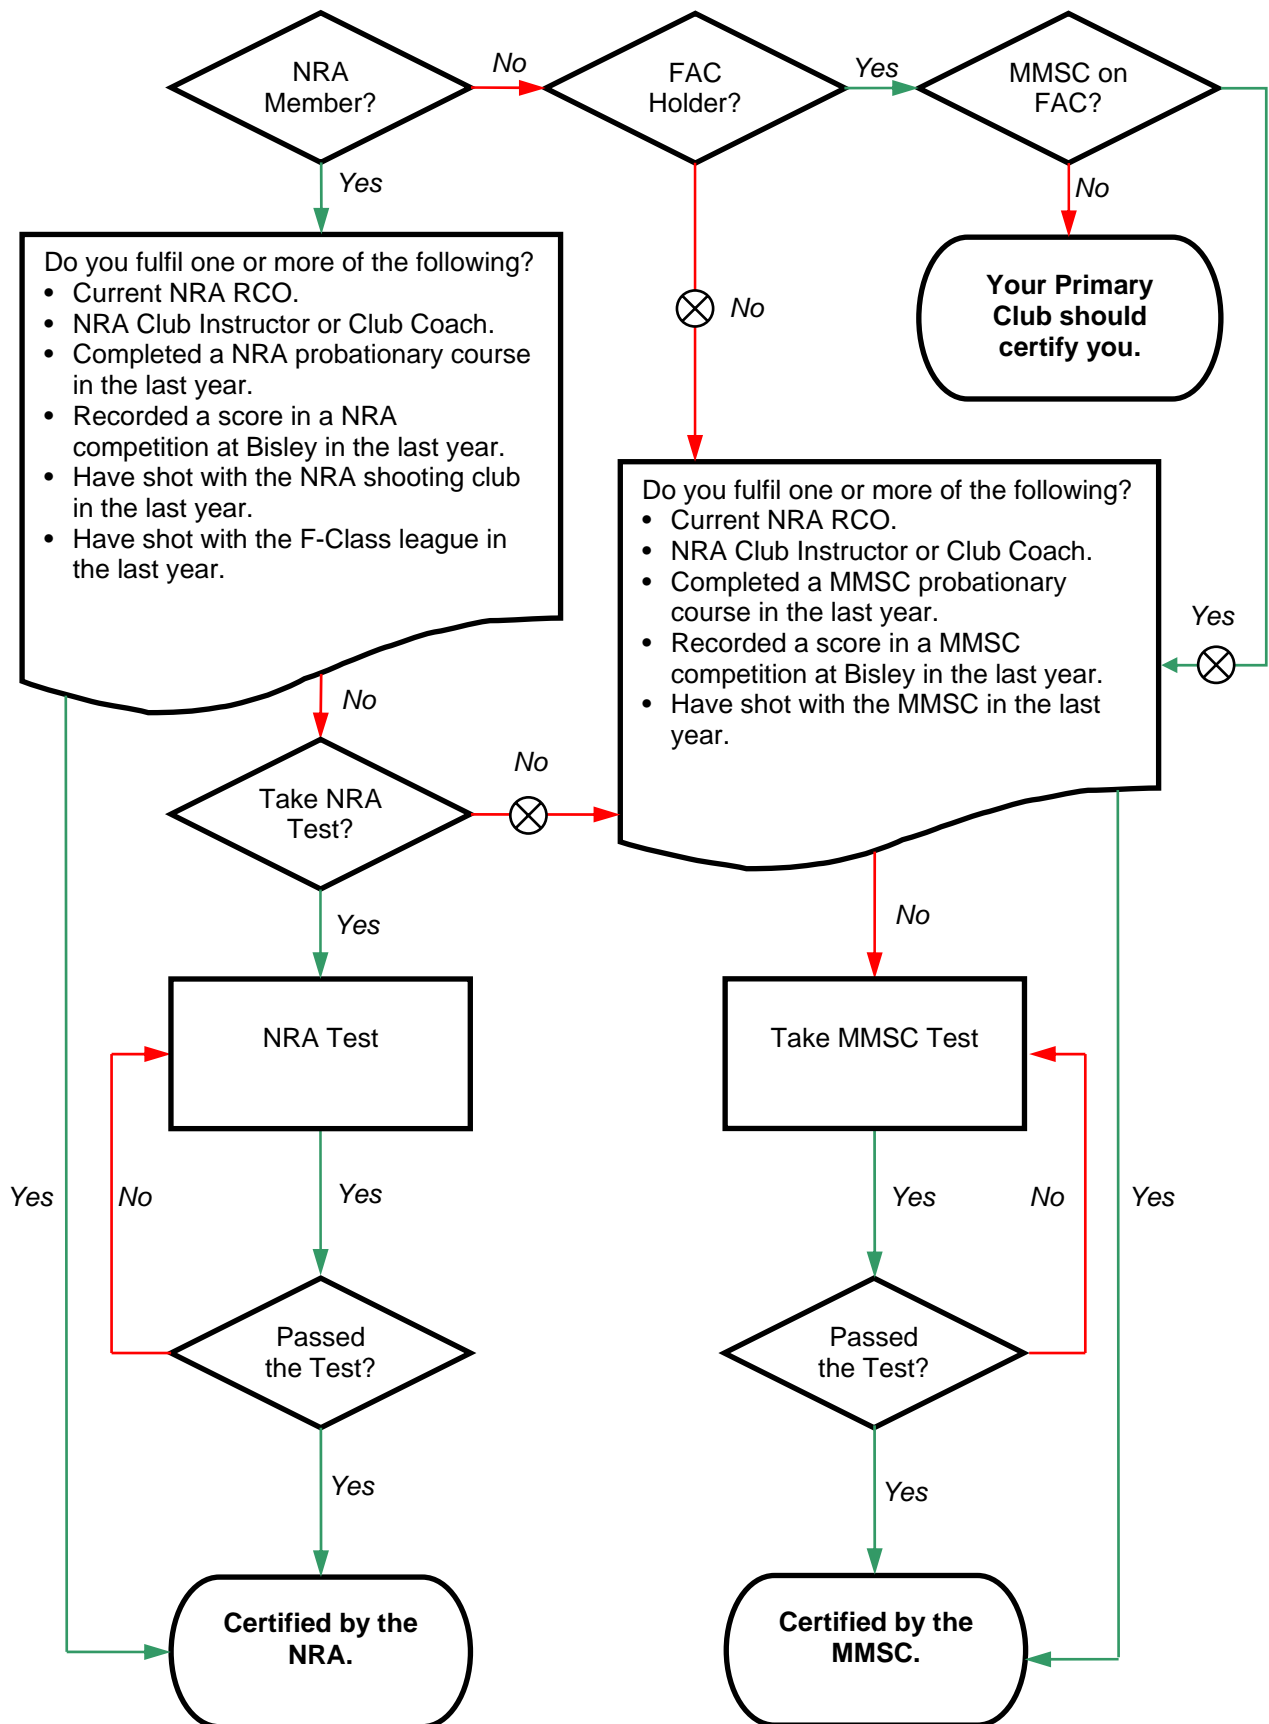 NRA
Member?
No
FAC
Holder?
Yes
MMSC on
FAC?
Yes
No
Do you fulfil one or more of the following?
• Current NRA RCO.
• NRA Club Instructor or Club Coach.
• Completed a NRA probationary course
in the last year.
• Recorded a score in a NRA
competition at Bisley in the last year.
• Have shot with the NRA shooting club
in the last year.
• Have shot with the F-Class league in
the last year.
No
Your Primary
Club should
certify you.
Do you fulfil one or more of the following?
• Current NRA RCO.
• NRA Club Instructor or Club Coach.
• Completed a MMSC probationary
course in the last year.
• Recorded a score in a MMSC
competition at Bisley in the last year.
• Have shot with the MMSC in the last
year.
Yes
No
Take NRA
Test?
No
Yes
No
NRA Test
Take MMSC Test
Yes
No
Yes
Yes
No
Yes
Passed
the Test?
Passed
the Test?
Yes
Yes
Certified by the
NRA.
Certified by the
MMSC.